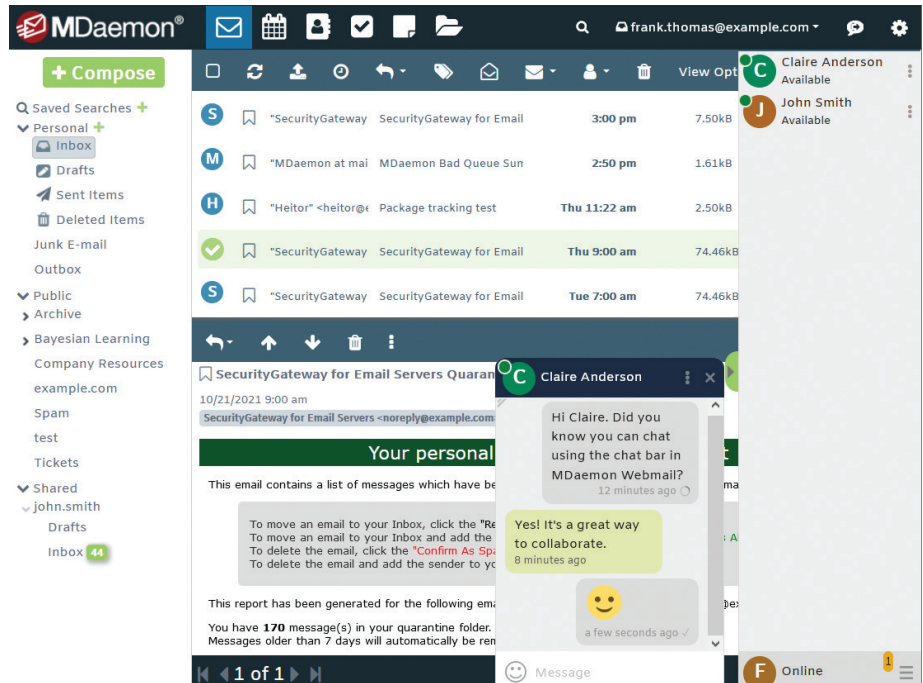 MDaemon®
frank.thomas@example.com
+ Compose
Saved Searches +
Personal +
Inbox
Drafts
Sent Items
Deleted Items
Junk E-mail
Outbox
Public
Archive
Bayesian Learning
Company Resources
example.com
Spam
test
Tickets
Shared
john.smith
Drafts
Inbox 44
View Opt
S "SecurityGateway SecurityGateway for Email 3:00 pm 7.50kB
M "MDaemon at mai MDaemon Bad Queue Sum 2:50 pm 1.61kB
H "Heitor" <heitor@e Package tracking test Thu 11:22 am 2.50kB
"SecurityGateway SecurityGateway for Email Thu 9:00 am 74.46kB
S "SecurityGateway SecurityGateway for Email Tue 7:00 am 74.46kB
SecurityGateway for Email Servers Quaran
10/21/2021 9:00 am
SecurityGateway for Email Servers <noreply@example.com
Your personal
This email contains a list of messages which have be
To move an email to your Inbox, click the "Re
To move an email to your Inbox and add the
To delete the email, click the "Confirm As Spa
To delete the email and add the sender to yo
This report has been generated for the following ema
You have 170 message(s) in your quarantine folder.
Messages older than 7 days will automatically be rem
1 of 1
C Claire Anderson
Hi Claire. Did you
know you can chat
using the chat bar in
MDaemon Webmail?
12 minutes ago
Yes! It's a great way
to collaborate.
8 minutes ago
a few seconds ago ✓
Message
C Claire Anderson
Available
J John Smith
Available
F Online 1